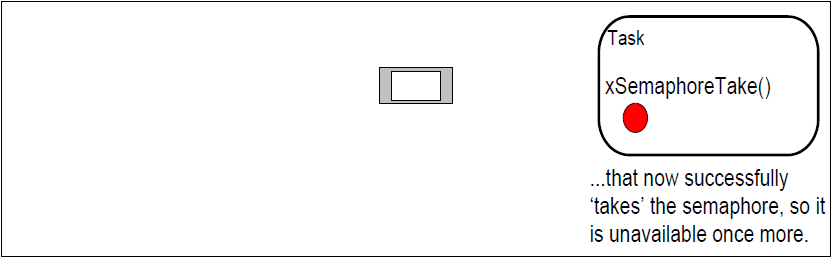 Task
xSemaphoreTake()
...that now successfully
‘takes’ the semaphore, so it
is unavailable once more.